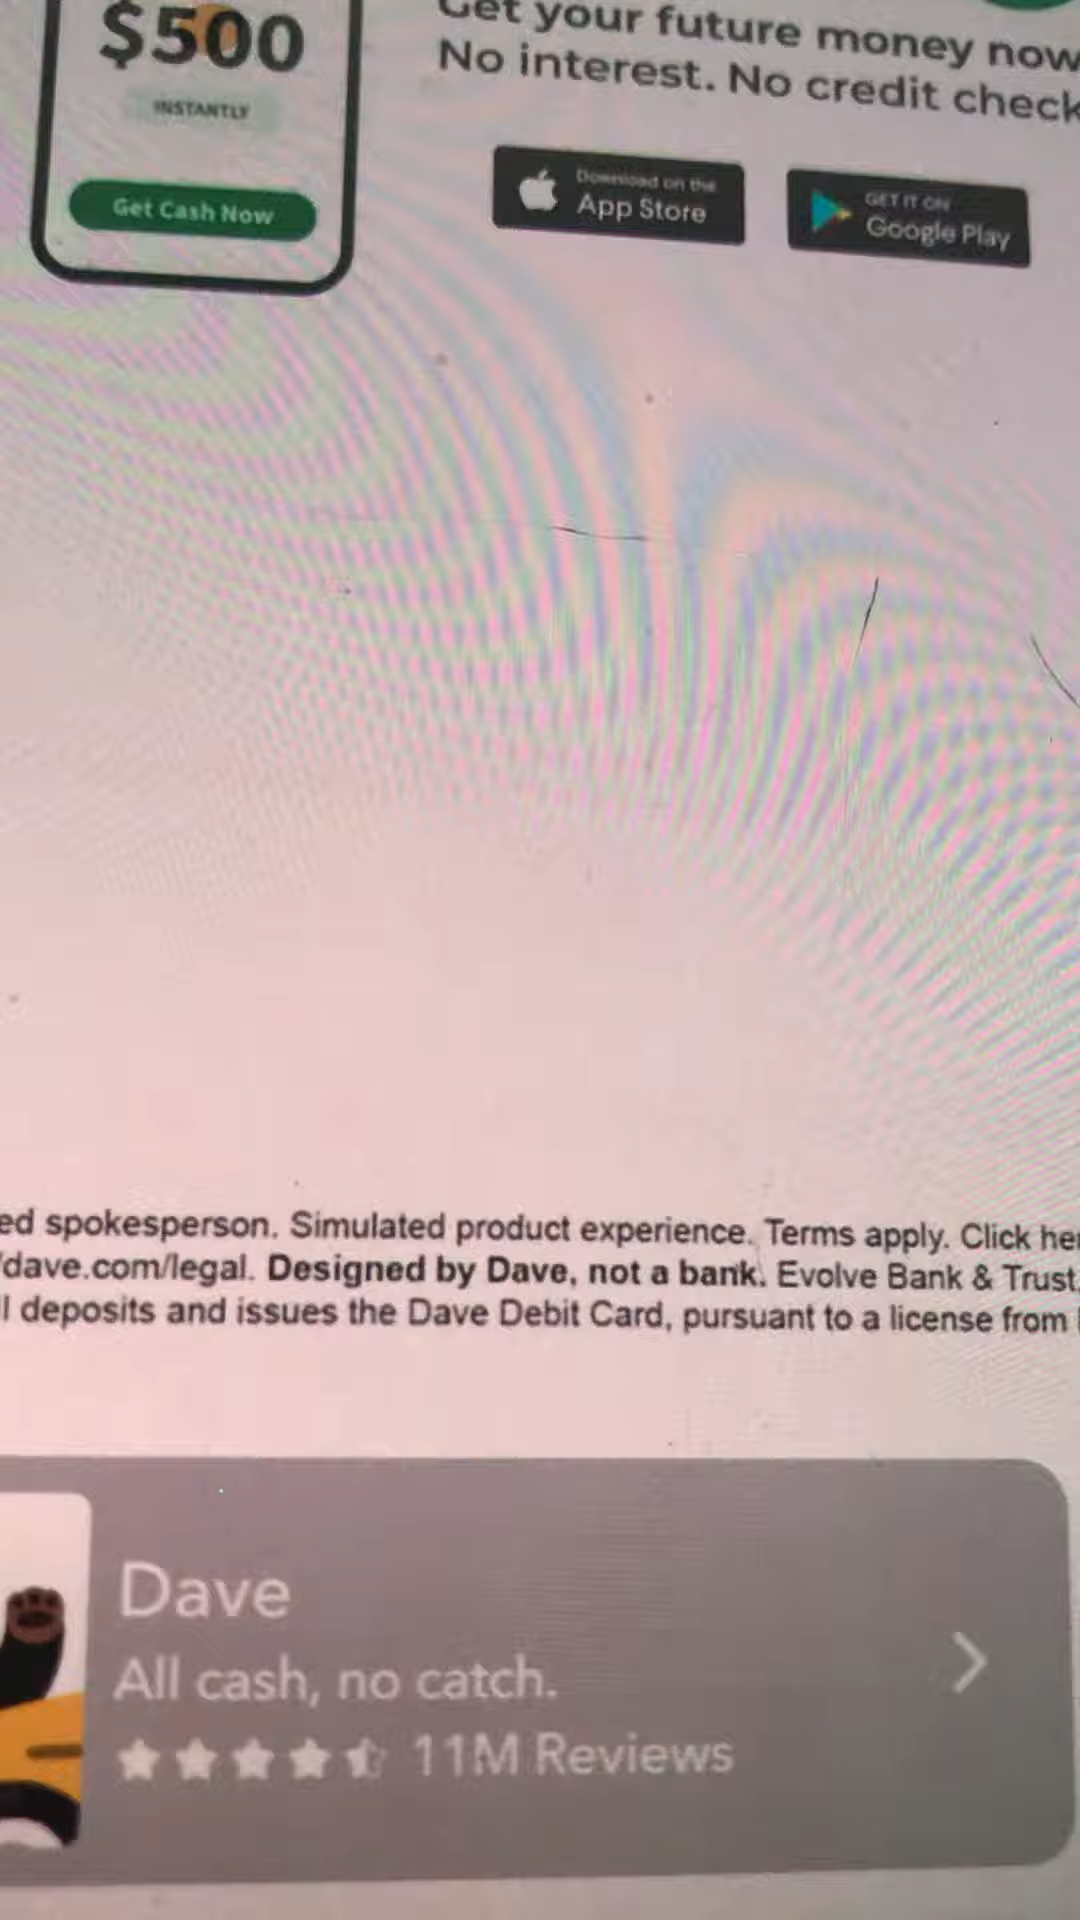 $500
INSTANTLY
Get Cash Now
Get your future money now
No interest. No credit check
Download on the
App Store
GET IT ON
Google Play
ed spokesperson. Simulated product experience. Terms apply. Click her
/dave.com/legal. Designed by Dave, not a bank. Evolve Bank & Trust,
l deposits and issues the Dave Debit Card, pursuant to a license from
Dave
All cash, no catch.
11M Reviews